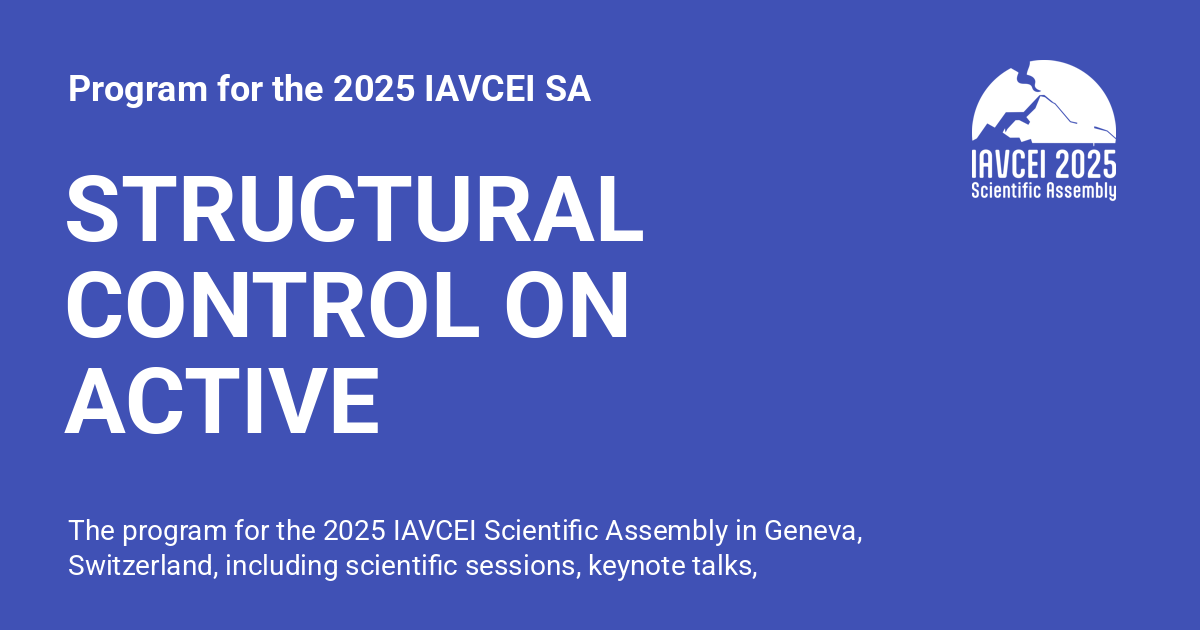 Program for the 2025 IAVCEI SA
IAVCEI 2025
Scientific Assembly
STRUCTURAL
CONTROL ON
ACTIVE
The program for the 2025 IAVCEI Scientific Assembly in Geneva,
Switzerland, including scientific sessions, keynote talks,